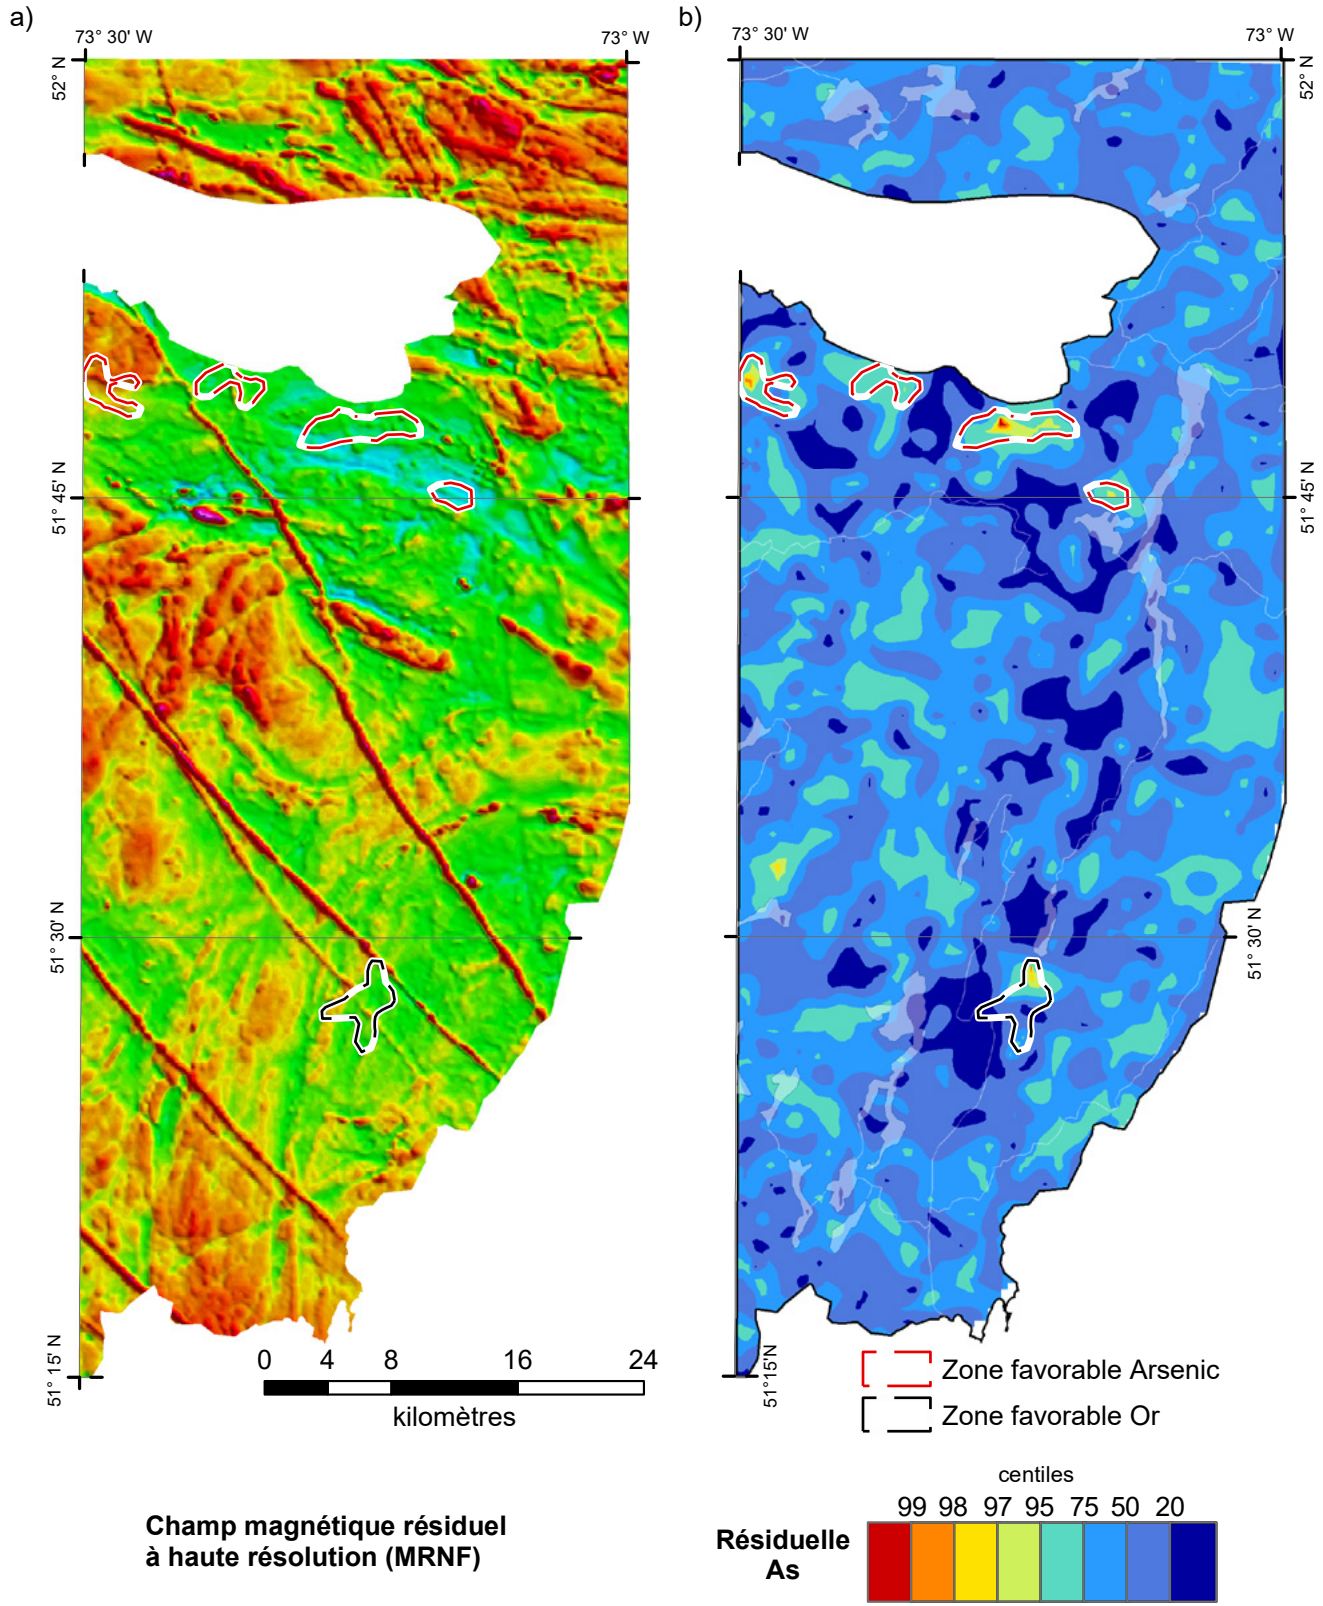 a)
73° 30' W
73° W
52° N
51° 45' N
51° 30' N
51° 15' N
0 4 8 16 24
kilomètres
Champ magnétique résiduel
à haute résolution (MRNF)
b)
73° 30' W
73° W
52° N
51° 45' N
51° 30' N
51° 15'N
Zone favorable Arsenic
Zone favorable Or
centiles
99 98 97 95 75 50 20
Résiduelle
As